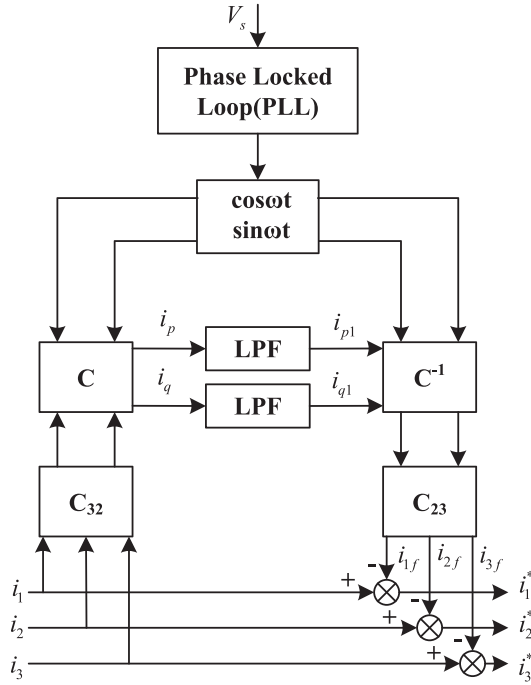 V_s
Phase Locked
Loop(PLL)
cosωt
sinωt
i_p
LPF
i_p1
C
i_q
LPF
i_q1
C^-1
C_32
C_23
i_1f
i_2f
i_3f
i_1
+
-
i_1^*
i_2
+
-
i_2^*
i_3
+
-
i_3^*